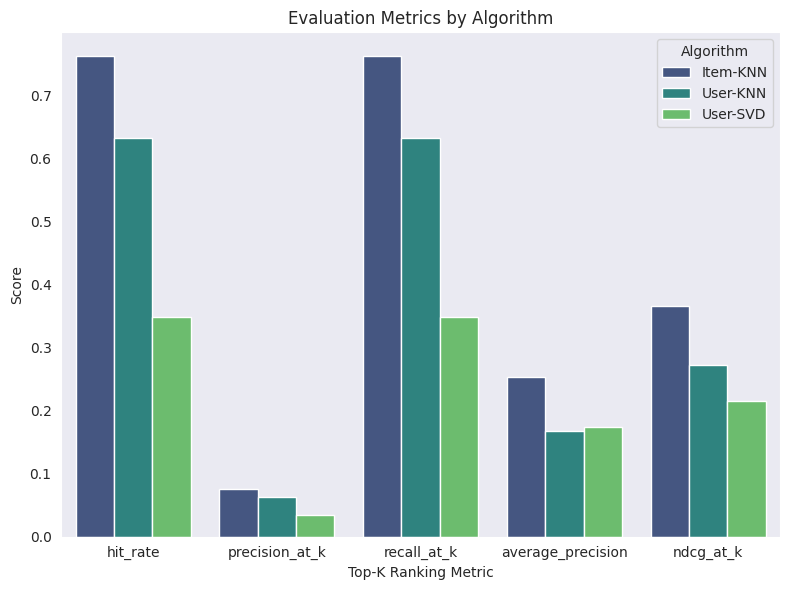 Evaluation Metrics by Algorithm
Algorithm
Item-KNN
User-KNN
User-SVD
Score
0.7
0.6
0.5
0.4
0.3
0.2
0.1
0.0
hit_rate precision_at_k recall_at_k average_precision ndcg_at_k
Top-K Ranking Metric